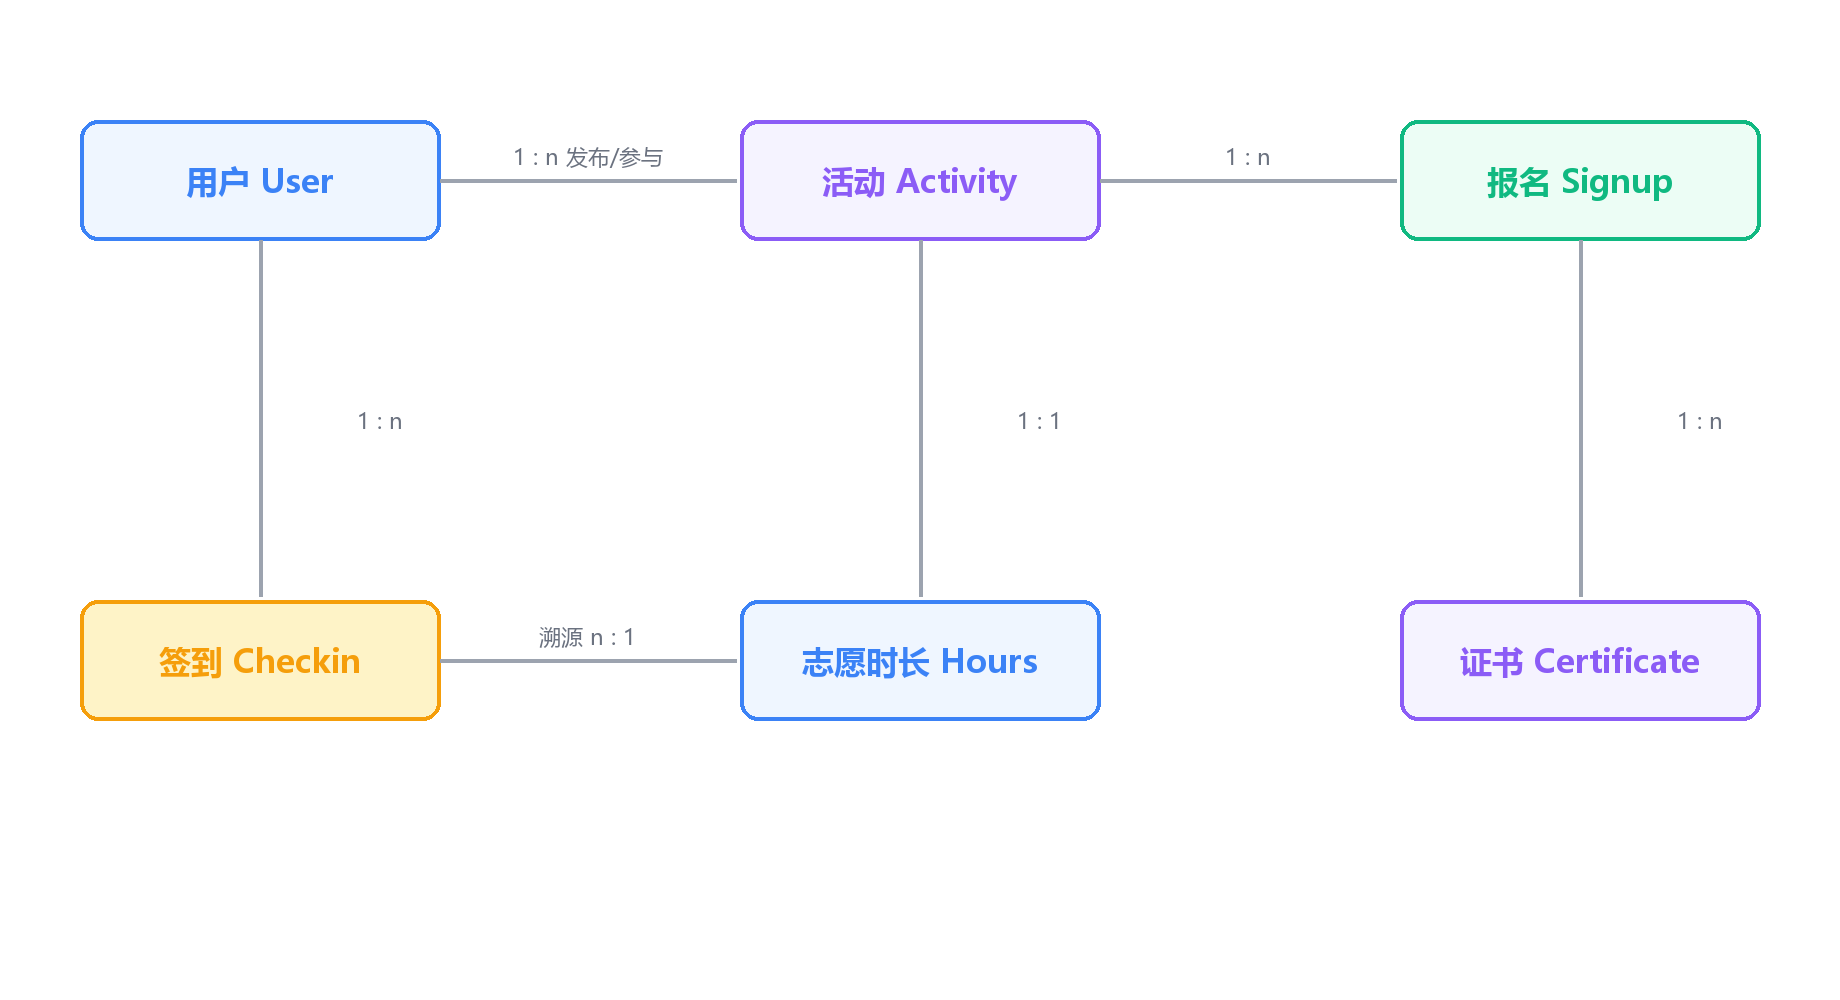 用户 User
1 : n 发布/参与
活动 Activity
1 : n
报名 Signup
1 : n
1 : 1
1 : n
签到 Checkin
溯源 n : 1
志愿时长 Hours
证书 Certificate